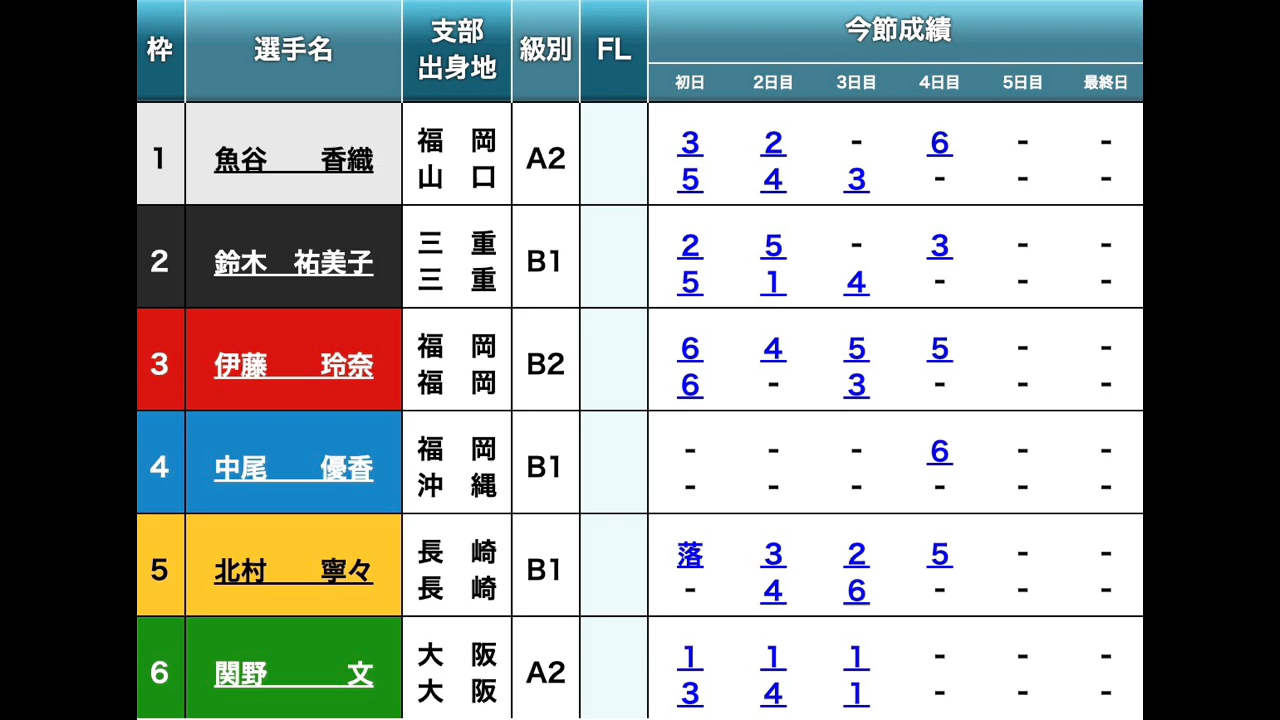 枠 選手名 支部 出身地 級別 FL 今節成績
初日 2日目 3日目 4日目 5日目 最終日
1 魚谷 香織 福岡 A2 3 2 - 6 - -
山口 5 4 3 - - -
2 鈴木 祐美子 三重 B1 2 5 - 3 - -
三重 5 1 4 - - -
3 伊藤 玲奈 福岡 B2 6 4 5 5 - -
福岡 6 - 3 - - -
4 中尾 優香 福岡 B1 - - - 6 - -
沖縄 - - - - - -
5 北村 寧々 長崎 B1 落 3 2 5 - -
長崎 - 4 6 - - -
6 関野 文 大阪 A2 1 1 1 - - -
大阪 3 4 1 - - -